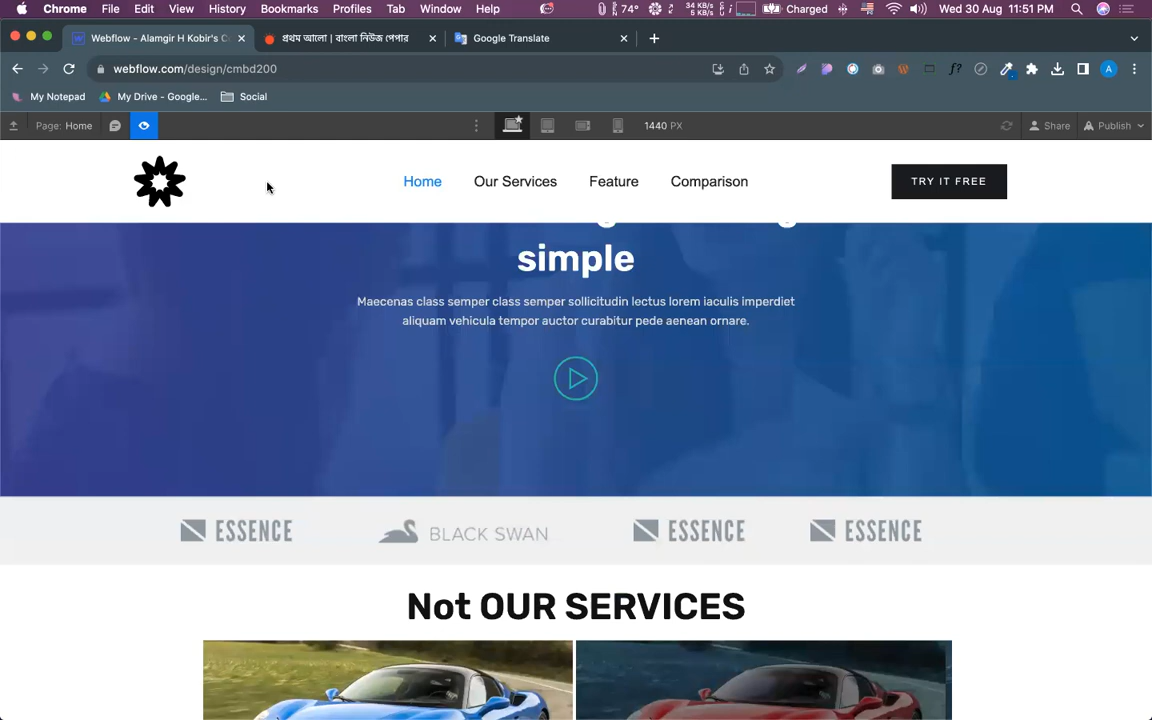 Chrome File Edit View History Bookmarks Profiles Tab Window Help 74° 34 KB/s 5 KB/s Charged Wed 30 Aug 11:51 PM
Webflow - Alamgir H Kobir's C
প্রথম আলো | বাংলা নিউজ পেপার
Google Translate
webflow.com/design/cmbd200
My Notepad My Drive - Google... Social
Page: Home 1440 PX Share Publish
Home Our Services Feature Comparison TRY IT FREE
simple
Maecenas class semper class semper sollicitudin lectus lorem iaculis imperdiet
aliquam vehicula tempor auctor curabitur pede aenean ornare.
ESSENCE BLACK SWAN ESSENCE ESSENCE
Not OUR SERVICES